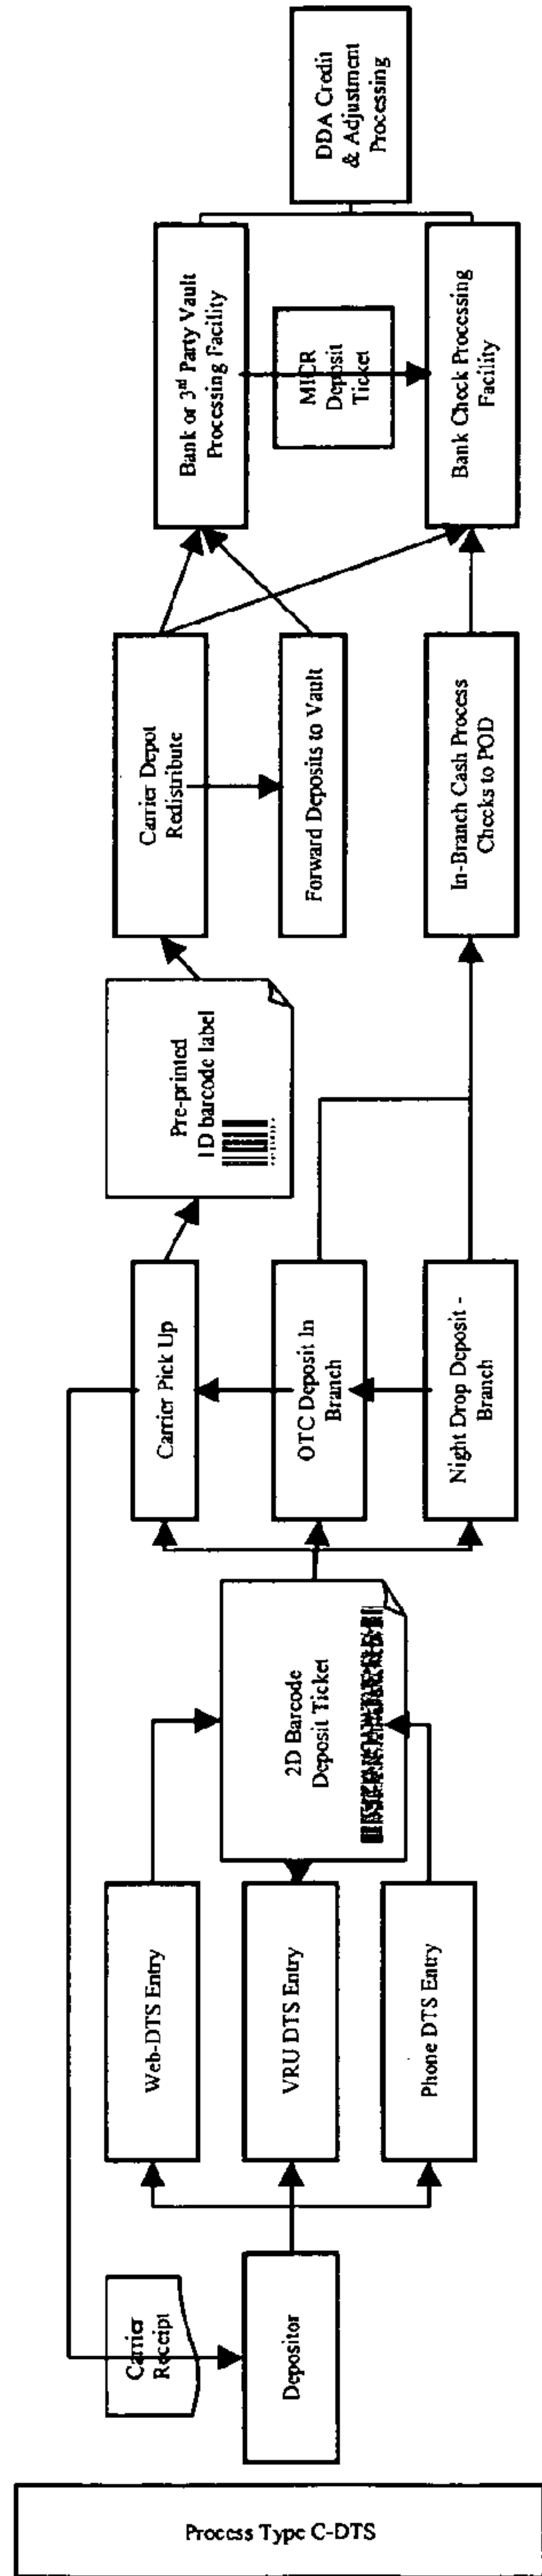 Process Type C-DTS
Carrier
Receipt
Depositor
Web-DTS Entry
VRU DTS Entry
Phone DTS Entry
2D Barcode
Deposit Ticket
Carrier Pick Up
OTC Deposit In
Branch
Night Drop Deposit -
Branch
Pre-printed
1D barcode label
Carrier Depot
Redistribute
Forward Deposits to Vault
In-Branch Cash Process
Checks to POD
Bank or 3rd Party Vault
Processing Facility
MICR
Deposit
Ticket
Bank Check Processing
Facility
DDA Credit
& Adjustment
Processing